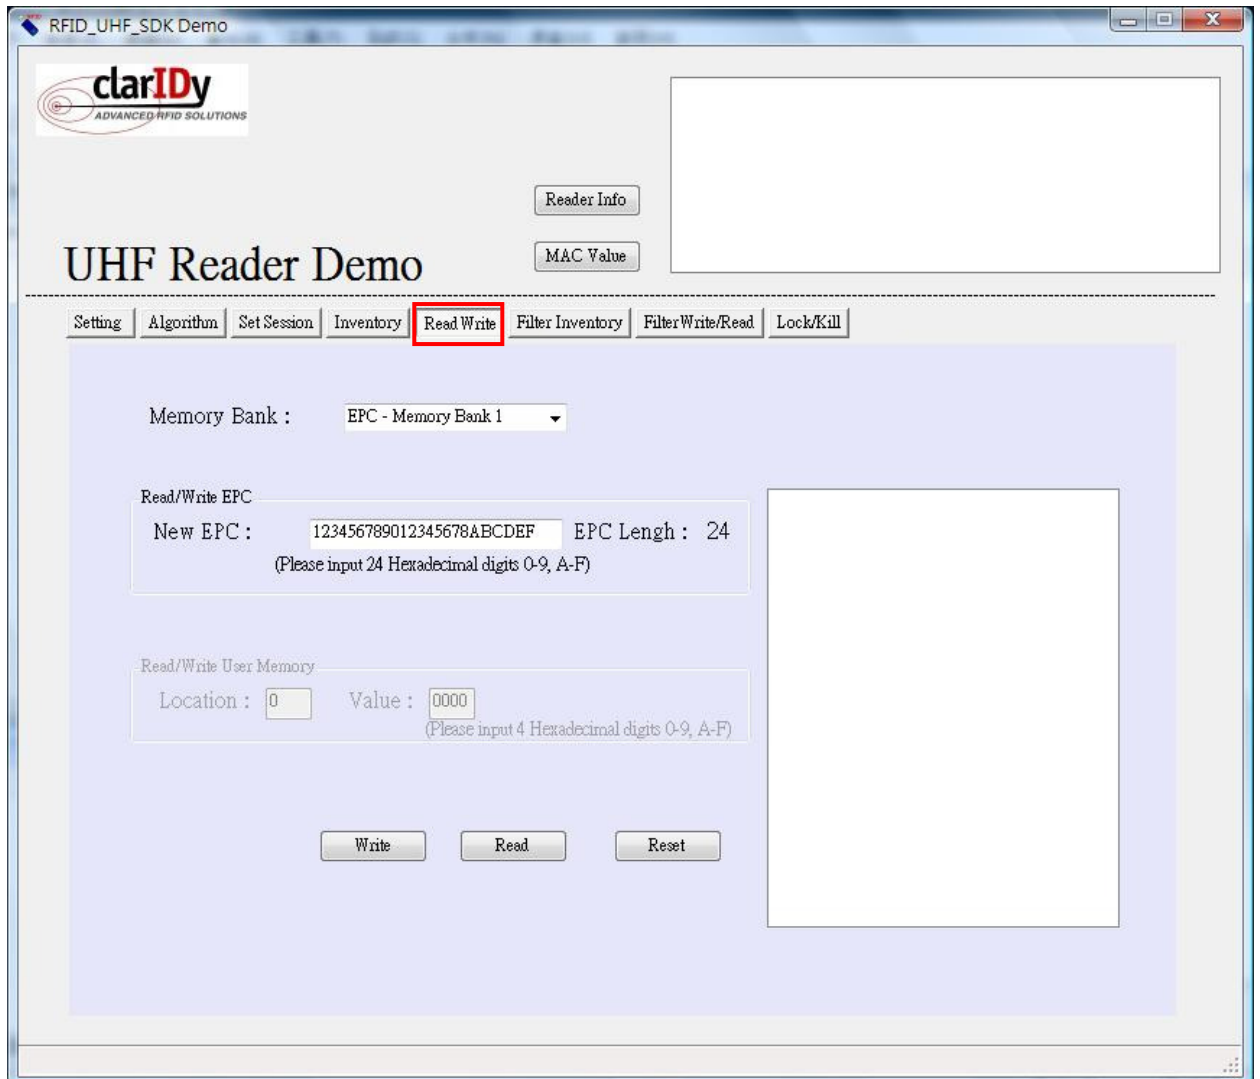 RFID_UHF_SDK Demo
clarIDy
ADVANCED RFID SOLUTIONS
Reader Info
UHF Reader Demo
MAC Value
Setting Algorithm Set Session Inventory Read Write Filter Inventory Filter Write/Read Lock/Kill
Memory Bank : EPC - Memory Bank 1
Read/Write EPC
New EPC : 123456789012345678ABCDEF EPC Lengh : 24
(Please input 24 Hexadecimal digits 0-9, A-F)
Read/Write User Memory
Location : 0 Value : 0000
(Please input 4 Hexadecimal digits 0-9, A-F)
Write Read Reset